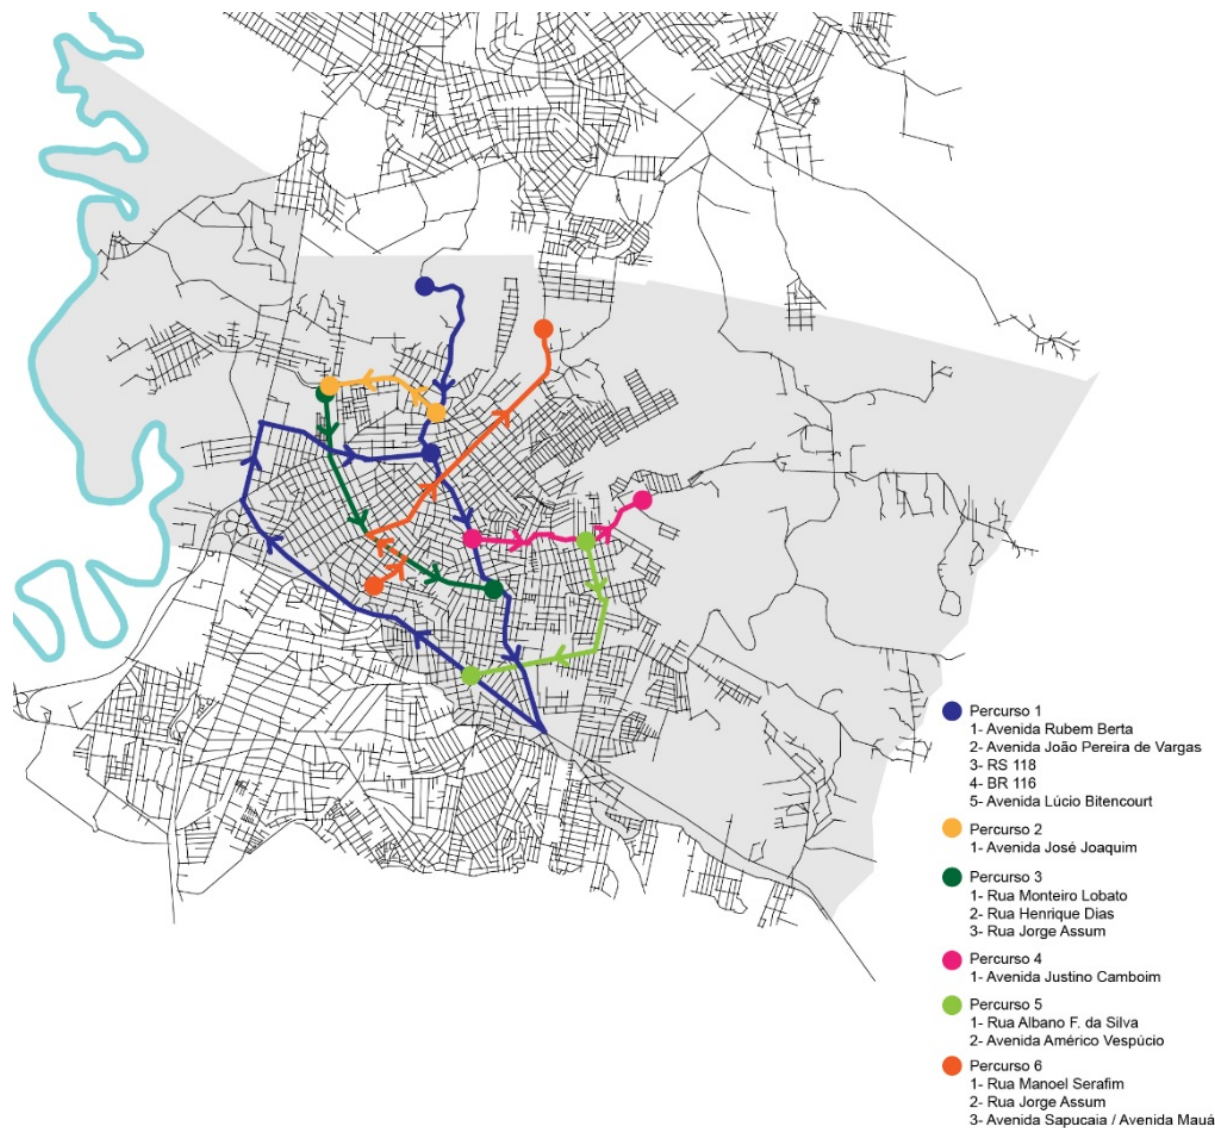 Percurso 1
1- Avenida Rubem Berta
2- Avenida João Pereira de Vargas
3- RS 118
4- BR 116
5- Avenida Lúcio Bitencourt
Percurso 2
1- Avenida José Joaquim
Percurso 3
1- Rua Monteiro Lobato
2- Rua Henrique Dias
3- Rua Jorge Assum
Percurso 4
1- Avenida Justino Camboim
Percurso 5
1- Rua Albano F. da Silva
2- Avenida Américo Vespúcio
Percurso 6
1- Rua Manoel Serafim
2- Rua Jorge Assum
3- Avenida Sapucaia / Avenida Mauá